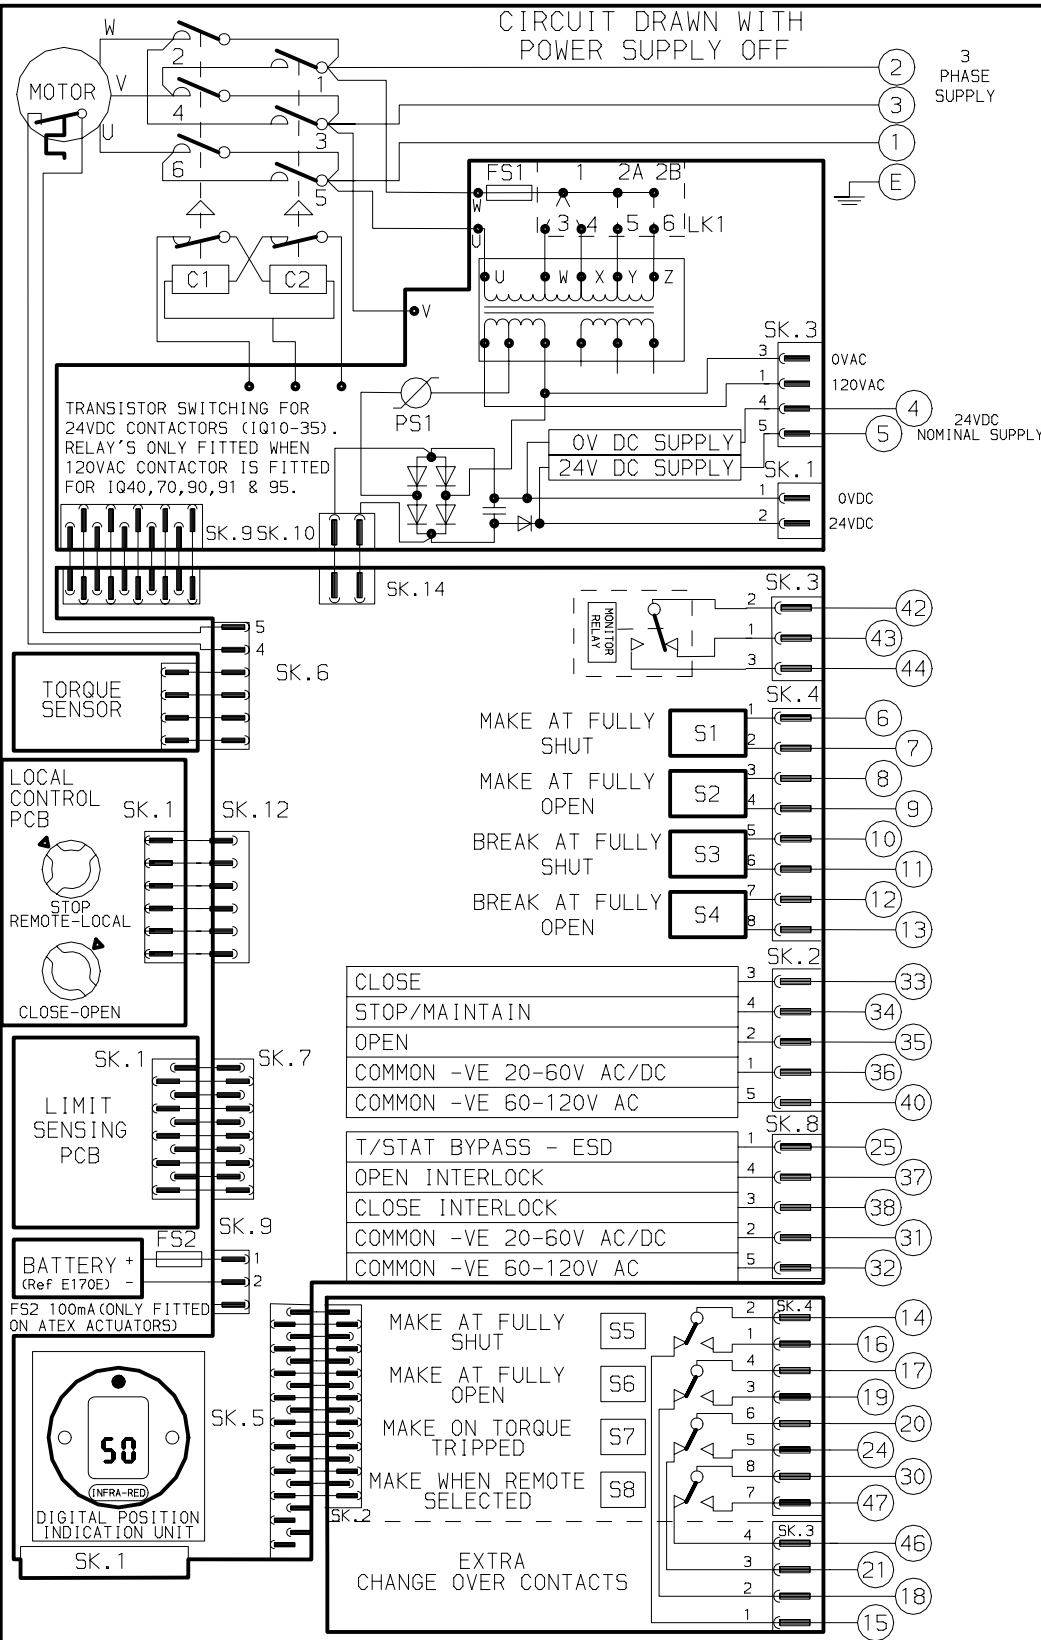 CIRCUIT DRAWN WITH
POWER SUPPLY OFF
W
V
U
MOTOR
2
4
6
1
3
5
2
3
1
E
3
PHASE
SUPPLY
FS1
1
2A
2B
W
U
3
4
5
6
LK1
U
W
X
Y
Z
V
C1
C2
SK.3
3
0VAC
1
120VAC
4
4
5
5
24VDC
NOMINAL SUPPLY
PS1
0V DC SUPPLY
24V DC SUPPLY
SK.1
1
0VDC
2
24VDC
TRANSISTOR SWITCHING FOR
24VDC CONTACTORS (IQ10-35).
RELAY'S ONLY FITTED WHEN
120VAC CONTACTOR IS FITTED
FOR IQ40,70,90,91 & 95.
SK.9
SK.10
SK.14
5
4
SK.6
TORQUE
SENSOR
MONITOR
RELAY
SK.3
2
42
1
43
3
44
SK.4
MAKE AT FULLY
SHUT
S1
1
6
2
7
MAKE AT FULLY
OPEN
S2
3
8
4
9
BREAK AT FULLY
SHUT
S3
5
10
6
11
BREAK AT FULLY
OPEN
S4
7
12
8
13
LOCAL
CONTROL
PCB
SK.1
SK.12
STOP
REMOTE-LOCAL
CLOSE-OPEN
SK.2
CLOSE
3
33
STOP/MAINTAIN
4
34
OPEN
2
35
COMMON -VE 20-60V AC/DC
1
36
COMMON -VE 60-120V AC
5
40
SK.8
T/STAT BYPASS - ESD
1
25
OPEN INTERLOCK
4
37
CLOSE INTERLOCK
3
38
COMMON -VE 20-60V AC/DC
2
31
COMMON -VE 60-120V AC
5
32
SK.1
SK.7
LIMIT
SENSING
PCB
SK.9
FS2
BATTERY
(Ref E170E)
+
-
1
2
FS2 100mA(ONLY FITTED
ON ATEX ACTUATORS)
SK.5
SK.2
50
INFRA-RED
DIGITAL POSITION
INDICATION UNIT
SK.1
SK.4
MAKE AT FULLY
SHUT
S5
2
14
1
16
MAKE AT FULLY
OPEN
S6
4
17
3
19
MAKE ON TORQUE
TRIPPED
S7
6
20
5
24
MAKE WHEN REMOTE
SELECTED
S8
8
30
7
47
SK.3
EXTRA
CHANGE OVER CONTACTS
4
46
3
21
2
18
1
15